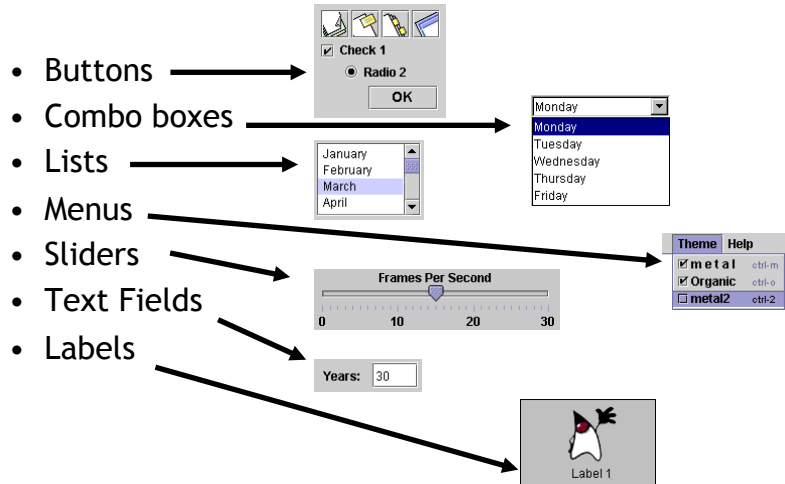 • Buttons
• Combo boxes
• Lists
• Menus
• Sliders
• Text Fields
• Labels
Check 1
Radio 2
OK
Monday
Monday
Tuesday
Wednesday
Thursday
Friday
January
February
March
April
Theme Help
metal ctrl-m
Organic ctrl-o
metal2 ctrl-2
Frames Per Second
0 10 20 30
Years: 30
Label 1